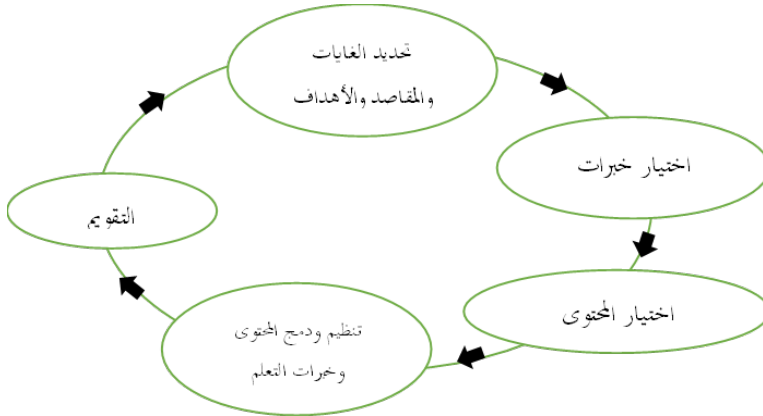 تحديد الغايات
والمقاصد والأهداف
اختيار خبرات
اختيار المحتوى
تنظيم ودمج المحتوى
وخبرات التعلم
التقويم